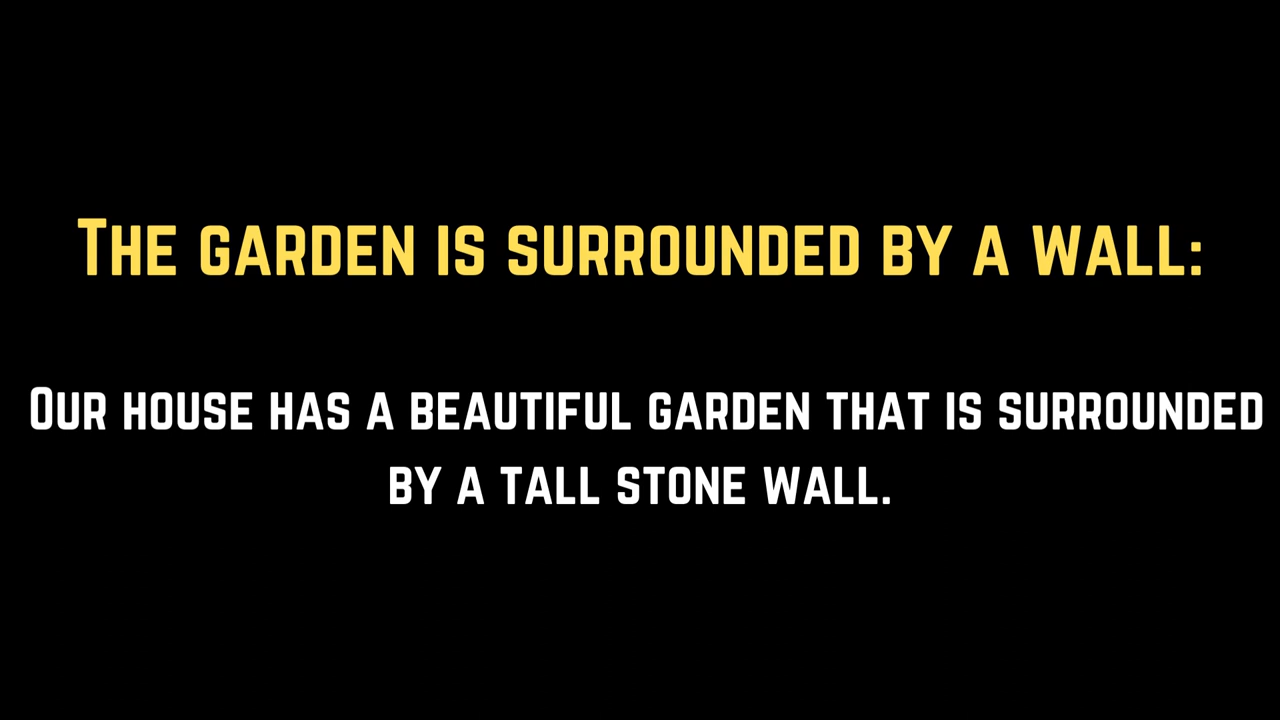 The garden is surrounded by a wall:
Our house has a beautiful garden that is surrounded
by a tall stone wall.